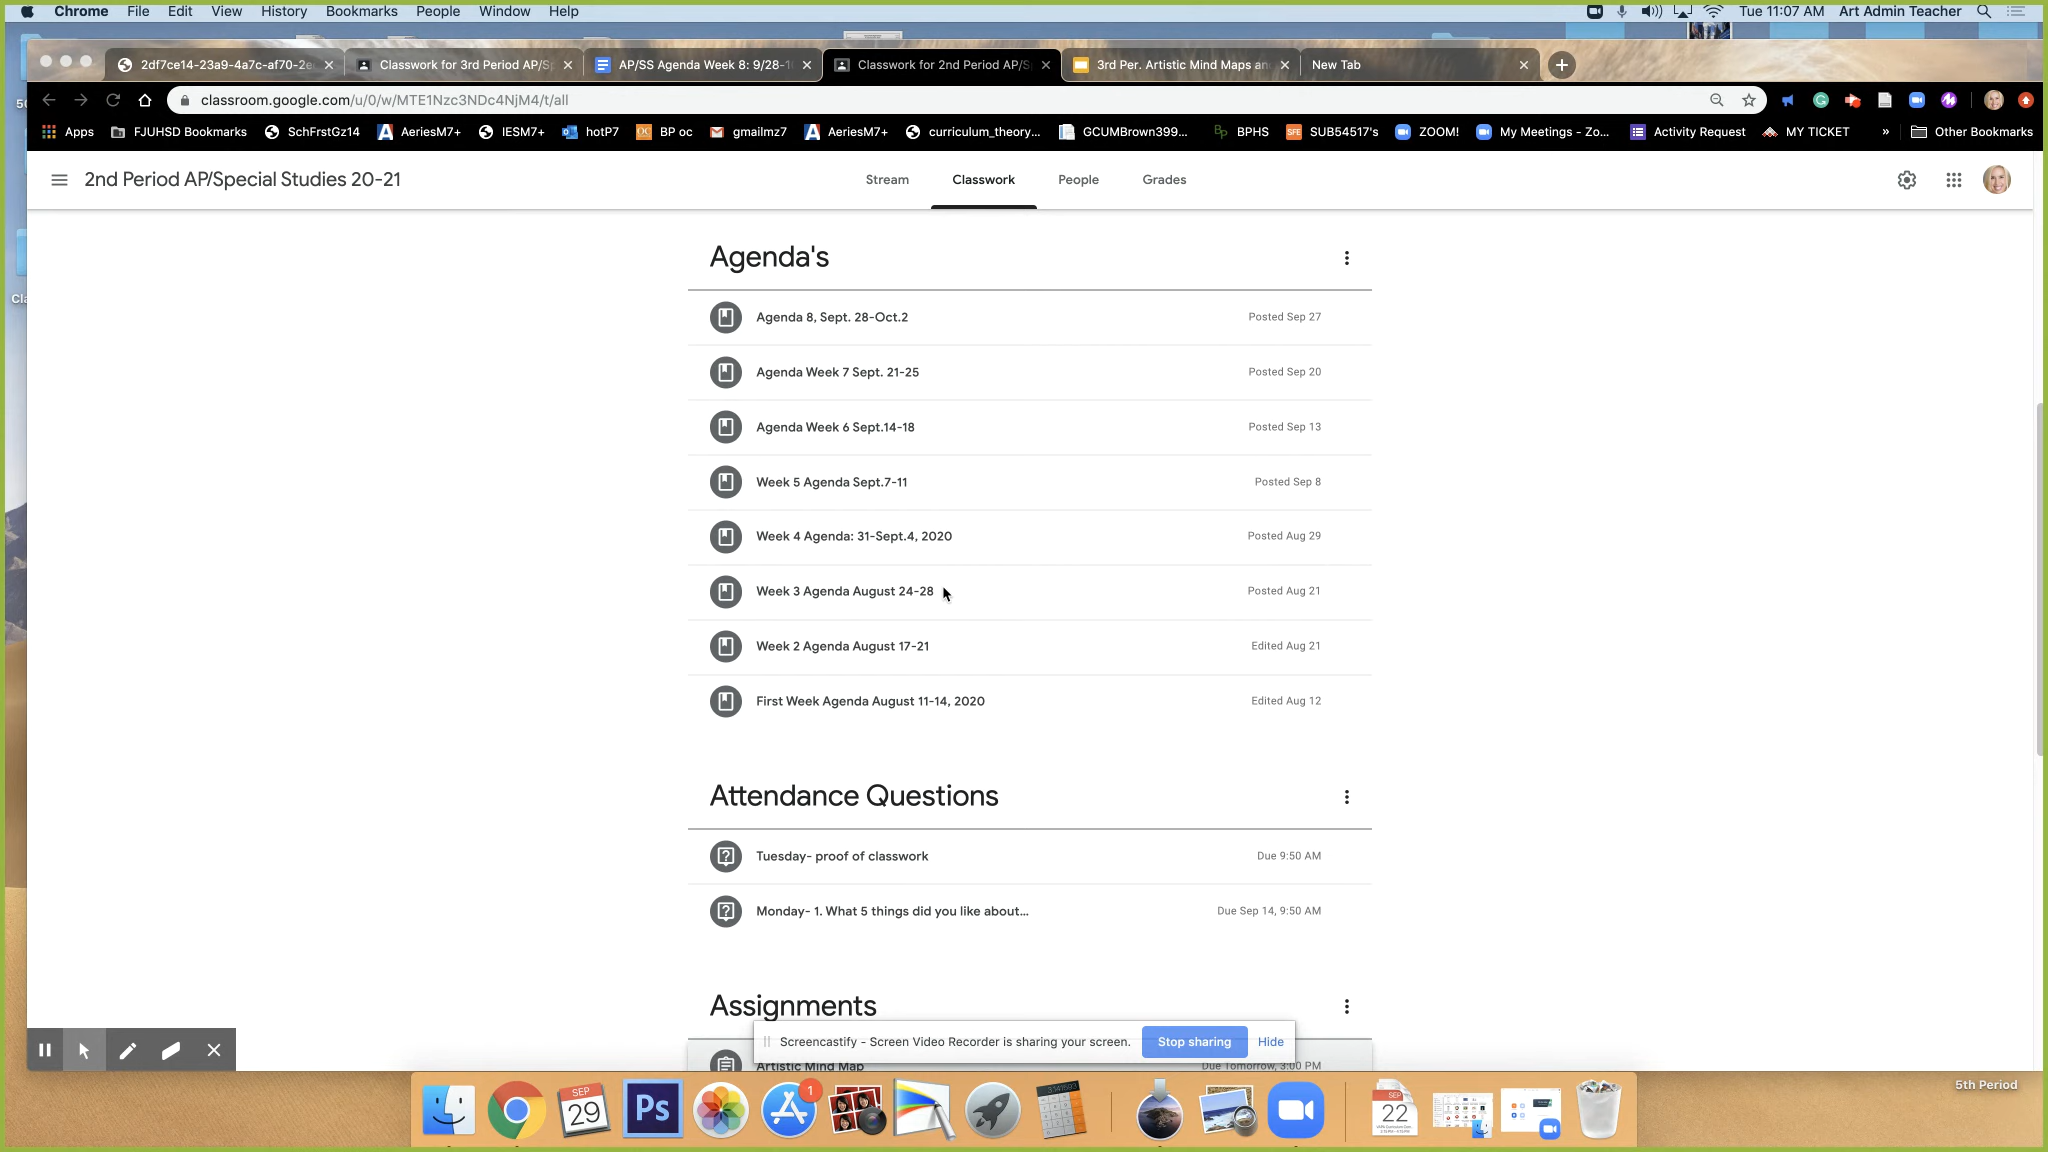 Chrome File Edit View History Bookmarks People Window Help Tue 11:07 AM Art Admin Teacher
2df7ce14-23a9-4a7c-af70-2e Classwork for 3rd Period AP/S AP/SS Agenda Week 8: 9/28-1 Classwork for 2nd Period AP/S 3rd Per. Artistic Mind Maps an New Tab
classroom.google.com/u/0/w/MTE1Nzc3NDc4NjM4/t/all
Apps FJUHSD Bookmarks SchFrstGz14 AeriesM7+ IESM7+ hotP7 BP oc gmailmz7 AeriesM7+ curriculum_theory... GCUMBrown399... BPHS SUB54517's ZOOM! My Meetings - Zo... Activity Request MY TICKET » Other Bookmarks
2nd Period AP/Special Studies 20-21 Stream Classwork People Grades
Agenda's
Agenda 8, Sept. 28-Oct.2 Posted Sep 27
Agenda Week 7 Sept. 21-25 Posted Sep 20
Agenda Week 6 Sept.14-18 Posted Sep 13
Week 5 Agenda Sept.7-11 Posted Sep 8
Week 4 Agenda: 31-Sept.4, 2020 Posted Aug 29
Week 3 Agenda August 24-28 Posted Aug 21
Week 2 Agenda August 17-21 Edited Aug 21
First Week Agenda August 11-14, 2020 Edited Aug 12
Attendance Questions
Tuesday- proof of classwork Due 9:50 AM
Monday- 1. What 5 things did you like about... Due Sep 14, 9:50 AM
Assignments
Screencastify - Screen Video Recorder is sharing your screen. Stop sharing Hide
Artistic Mind Map Due Tomorrow, 3:00 PM
5th Period
SEP 29 Ps 1 SEP 22